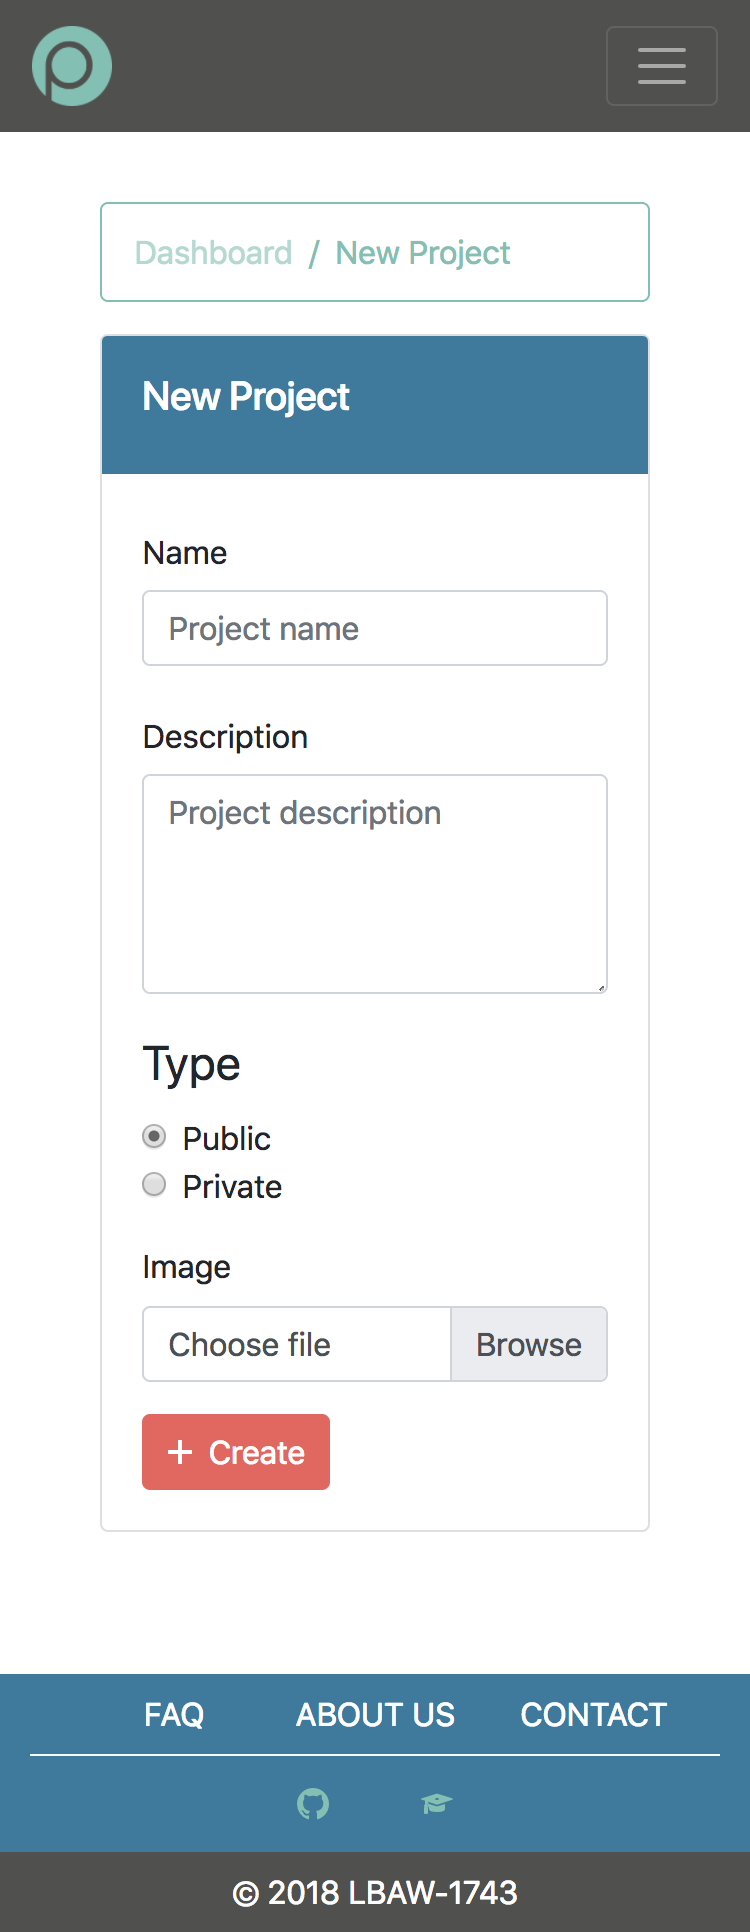 Dashboard / New Project
New Project
Name
Project name
Description
Project description
Type
Public
Private
Image
Choose file Browse
+ Create
FAQ ABOUT US CONTACT
© 2018 LBAW-1743